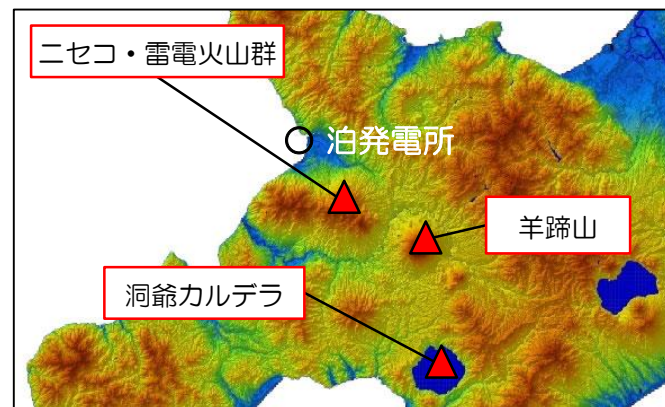 ニセコ・雷電火山群
泊発電所
羊蹄山
洞爺カルデラ